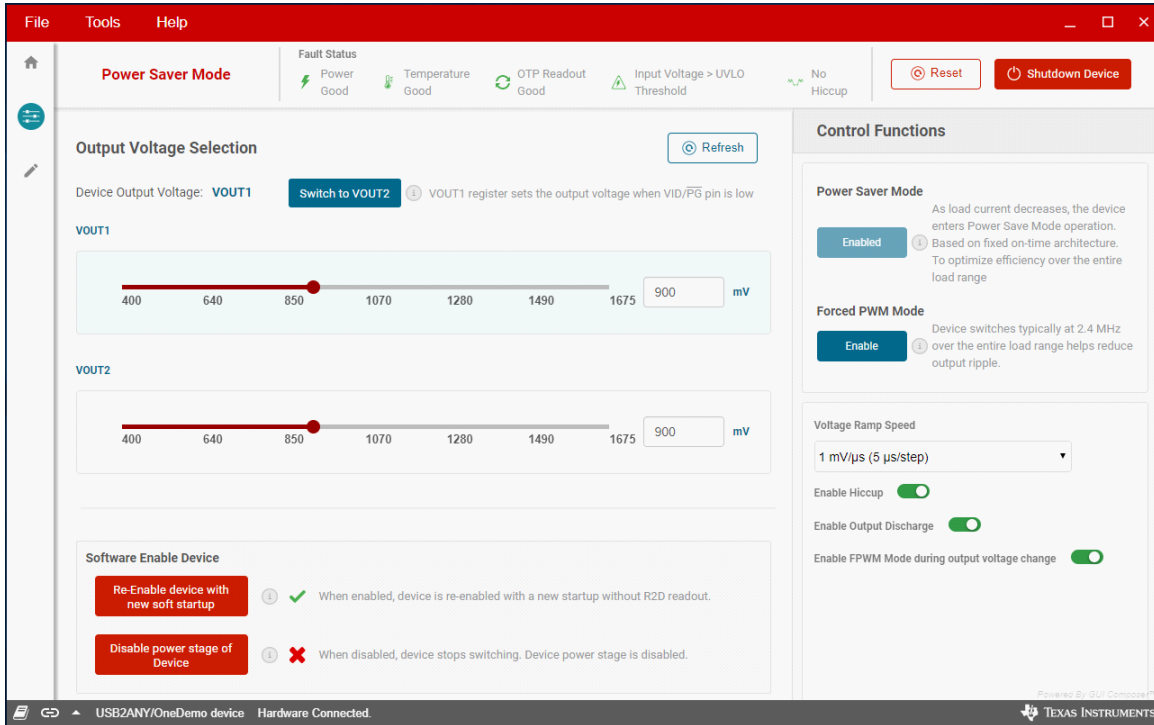 File Tools Help
Power Saver Mode
Fault Status
Power
Good
Temperature
Good
OTP Readout
Good
Input Voltage > UVLO
Threshold
No
Hiccup
Reset
Shutdown Device
Output Voltage Selection
Refresh
Device Output Voltage: VOUT1
Switch to VOUT2
VOUT1 register sets the output voltage when VID/P̅G̅ pin is low
VOUT1
400 640 850 1070 1280 1490 1675
900 mV
VOUT2
400 640 850 1070 1280 1490 1675
900 mV
Software Enable Device
Re-Enable device with
new soft startup
When enabled, device is re-enabled with a new startup without R2D readout.
Disable power stage of
Device
When disabled, device stops switching. Device power stage is disabled.
Control Functions
Power Saver Mode
Enabled
As load current decreases, the device
enters Power Save Mode operation.
Based on fixed on-time architecture.
To optimize efficiency over the entire
load range
Forced PWM Mode
Enable
Device switches typically at 2.4 MHz
over the entire load range helps reduce
output ripple.
Voltage Ramp Speed
1 mV/µs (5 µs/step)
Enable Hiccup
Enable Output Discharge
Enable FPWM Mode during output voltage change
Powered By GUI Composer™
USB2ANY/OneDemo device Hardware Connected.
TEXAS INSTRUMENTS